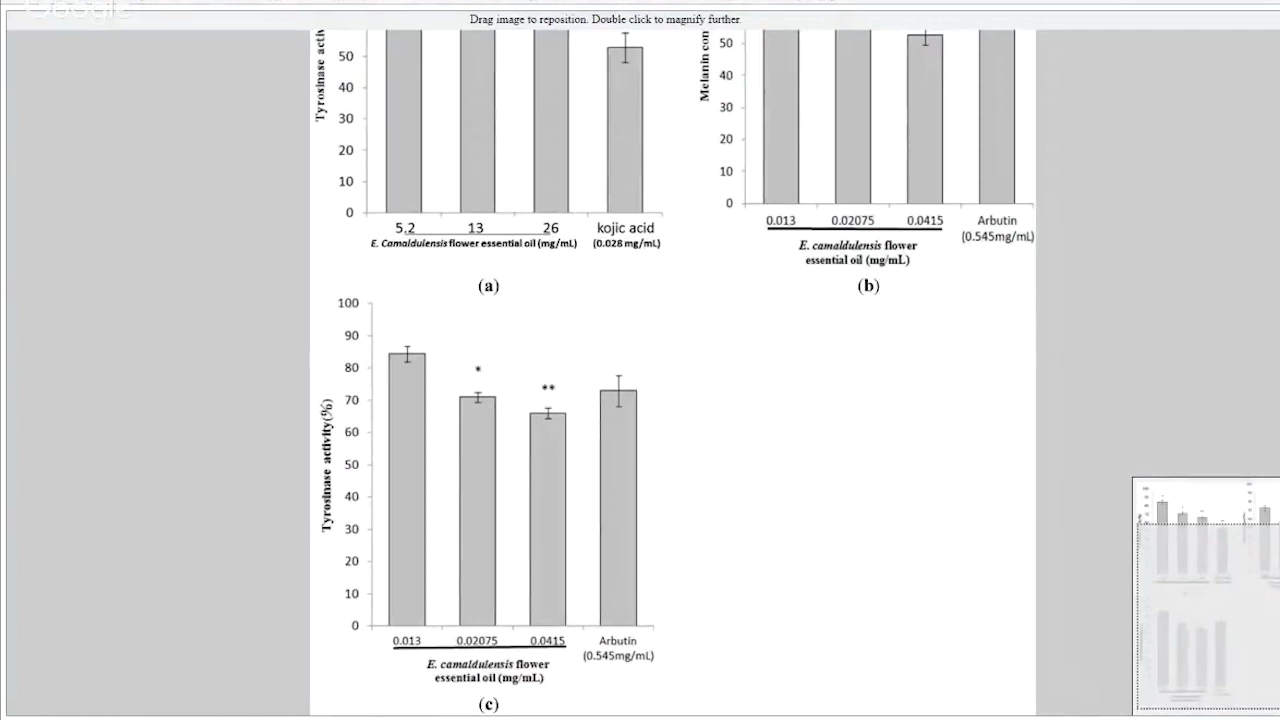 Google
Drag image to reposition. Double click to magnify further.
Tyrosinase activ
50
40
30
20
10
0
5.2 13 26 kojic acid
E. Camaldulensis flower essential oil (mg/mL) (0.028 mg/mL)
(a)
Melanin con
50
40
30
20
10
0
0.013 0.02075 0.0415 Arbutin
(0.545mg/mL)
E. camaldulensis flower
essential oil (mg/mL)
(b)
Tyrosinase activity(%)
100
90
80
70
60
50
40
30
20
10
0
*
**
0.013 0.02075 0.0415 Arbutin
(0.545mg/mL)
E. camaldulensis flower
essential oil (mg/mL)
(c)